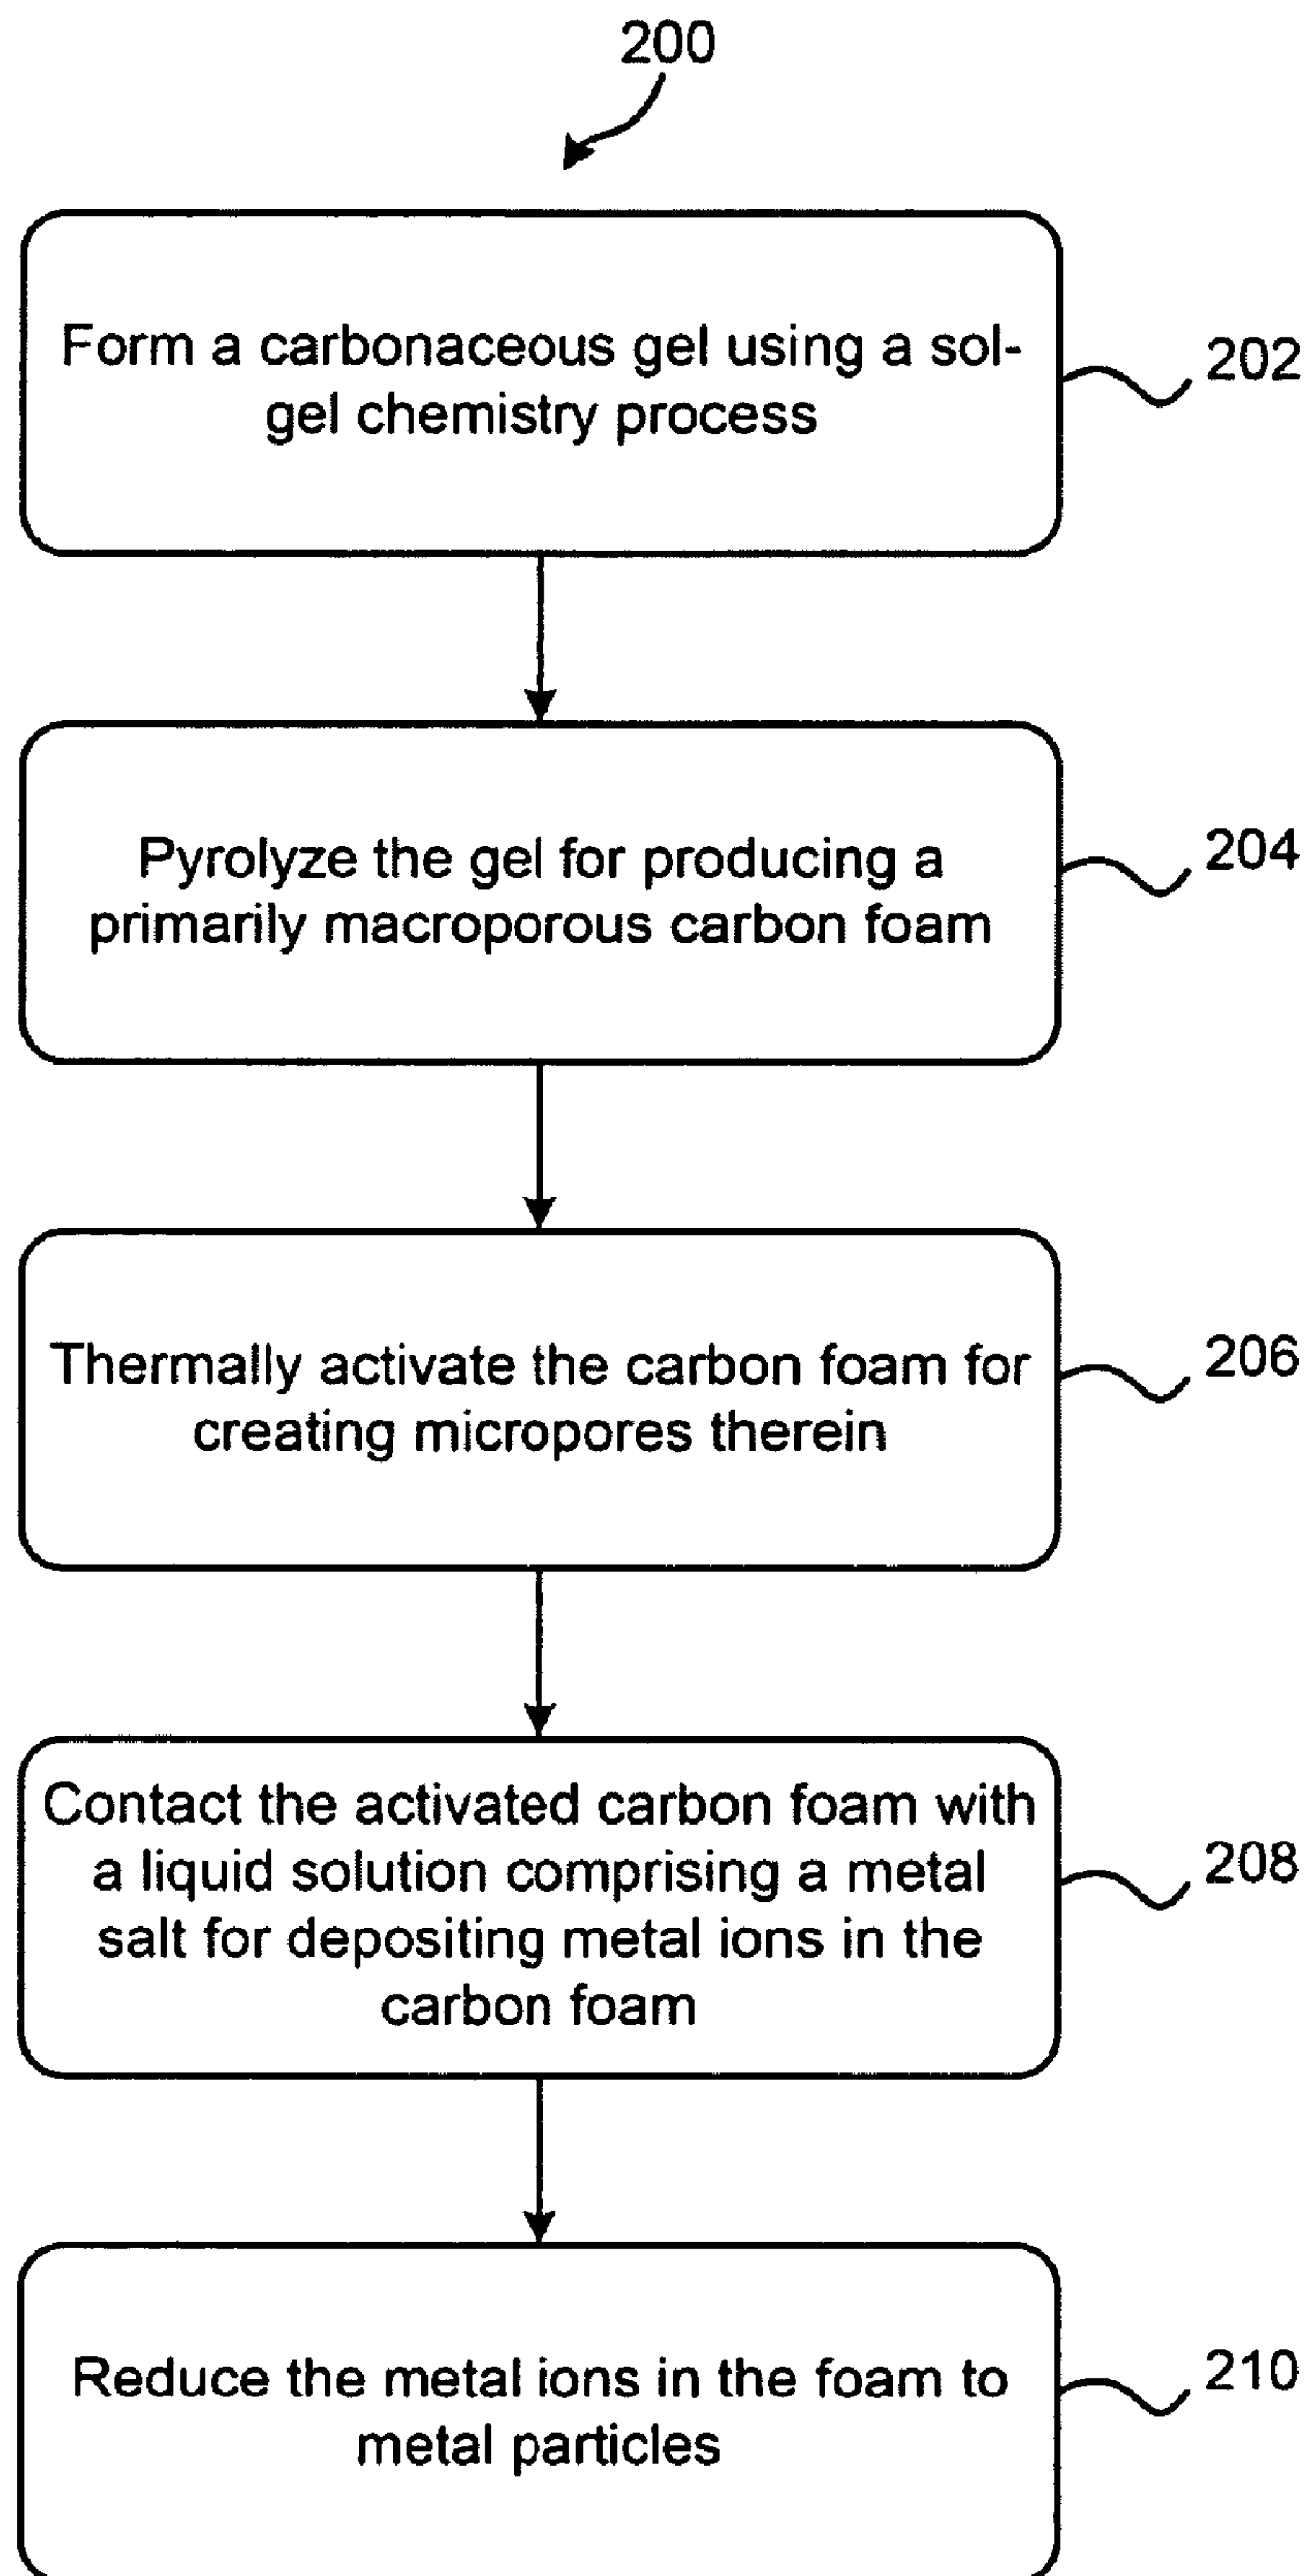 200
Form a carbonaceous gel using a sol-
gel chemistry process
202
Pyrolyze the gel for producing a
primarily macroporous carbon foam
204
Thermally activate the carbon foam for
creating micropores therein
206
Contact the activated carbon foam with
a liquid solution comprising a metal
salt for depositing metal ions in the
carbon foam
208
Reduce the metal ions in the foam to
metal particles
210